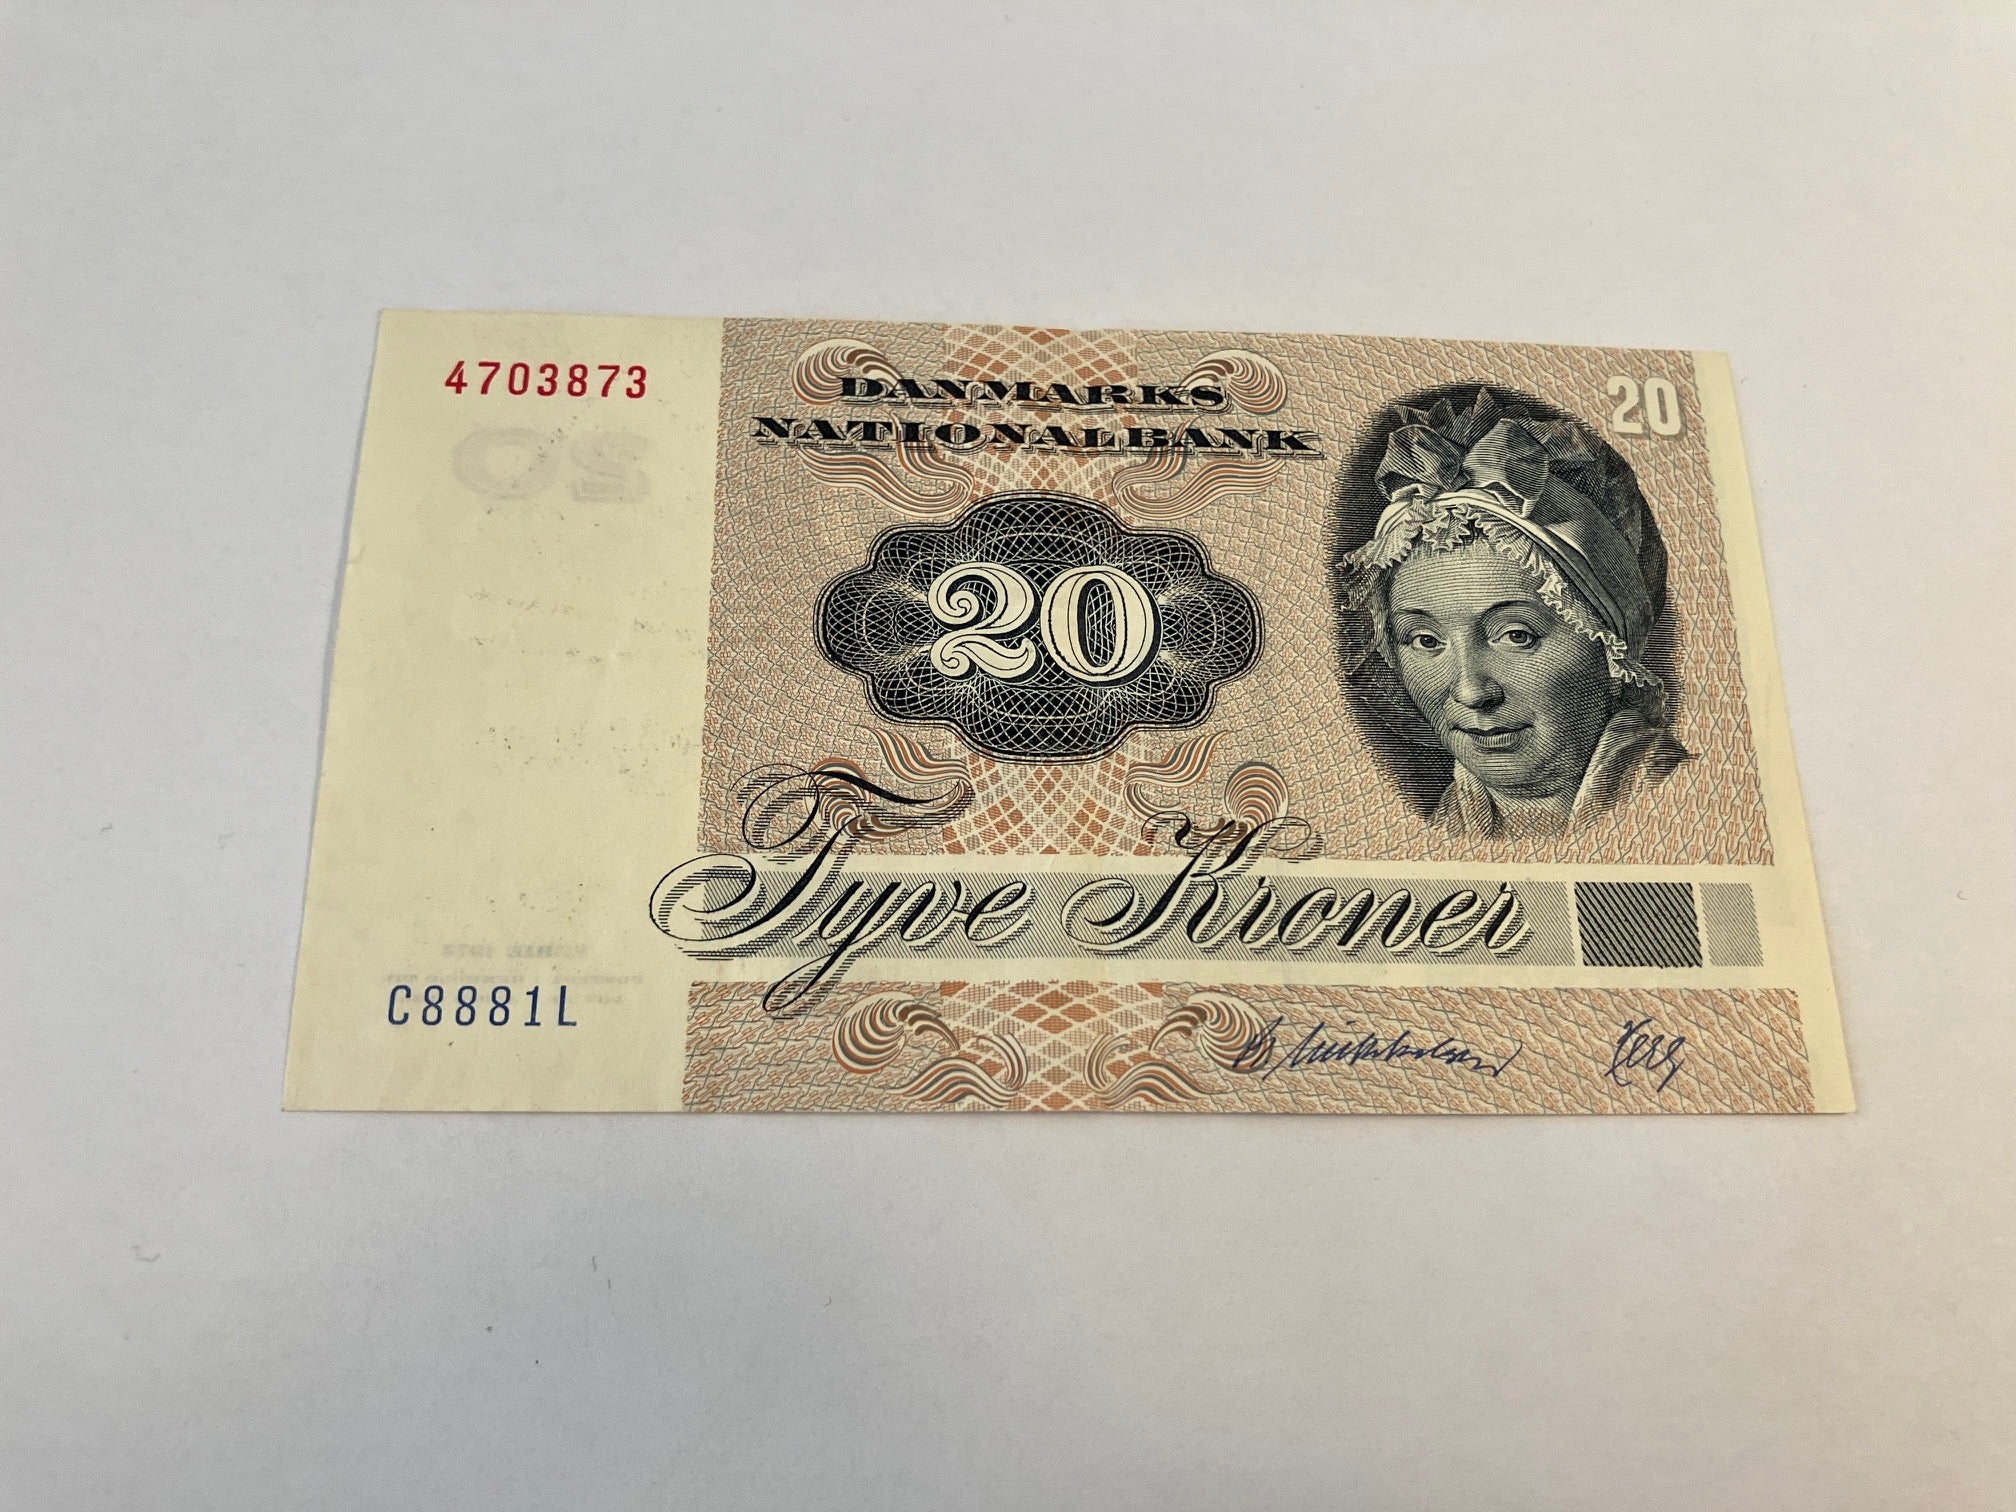 4703873
DANMARKS
NATIONALBANK
20
20
Tyve Kroner
C8881L